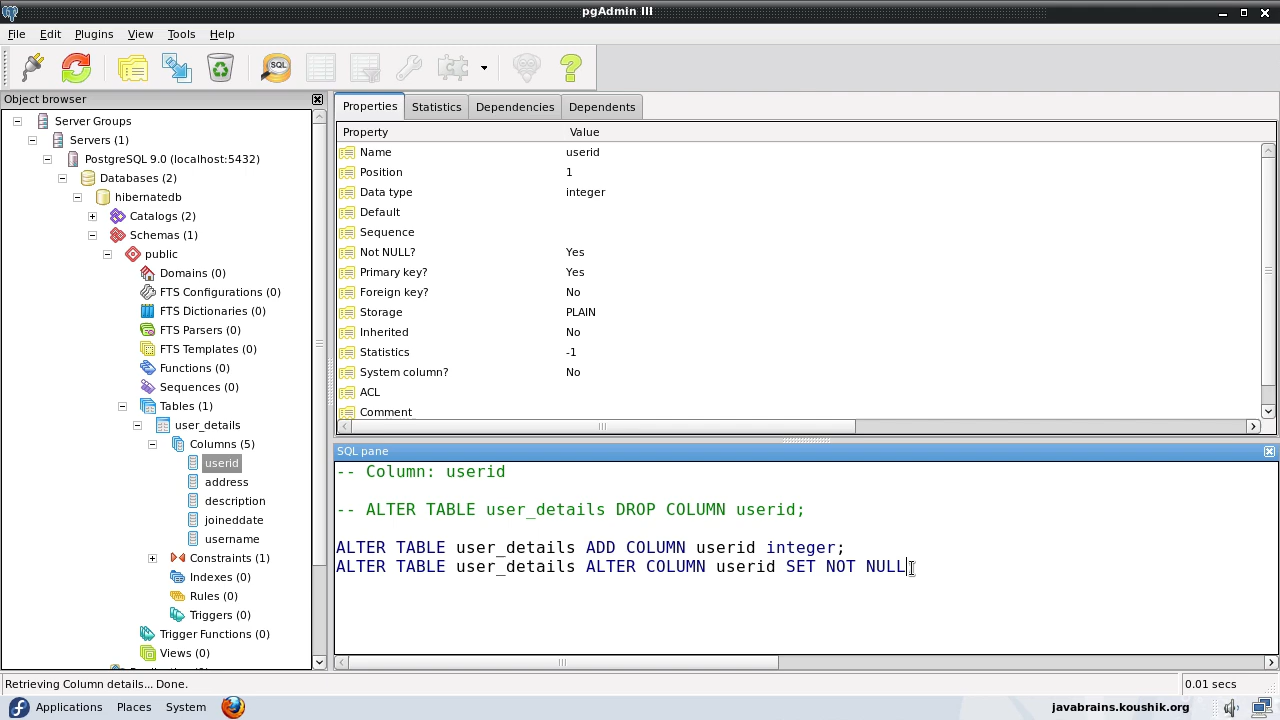 pgAdmin III
File Edit Plugins View Tools Help
SQL
Object browser
Server Groups
Servers (1)
PostgreSQL 9.0 (localhost:5432)
Databases (2)
hibernatedb
Catalogs (2)
Schemas (1)
public
Domains (0)
FTS Configurations (0)
FTS Dictionaries (0)
FTS Parsers (0)
FTS Templates (0)
Functions (0)
Sequences (0)
Tables (1)
user_details
Columns (5)
userid
address
description
joineddate
username
Constraints (1)
Indexes (0)
Rules (0)
Triggers (0)
Trigger Functions (0)
Views (0)
Properties Statistics Dependencies Dependents
Property Value
Name userid
Position 1
Data type integer
Default
Sequence
Not NULL? Yes
Primary key? Yes
Foreign key? No
Storage PLAIN
Inherited No
Statistics -1
System column? No
ACL
Comment
SQL pane
-- Column: userid
-- ALTER TABLE user_details DROP COLUMN userid;
ALTER TABLE user_details ADD COLUMN userid integer;
ALTER TABLE user_details ALTER COLUMN userid SET NOT NULL
Retrieving Column details... Done. 0.01 secs
Applications Places System javabrains.koushik.org